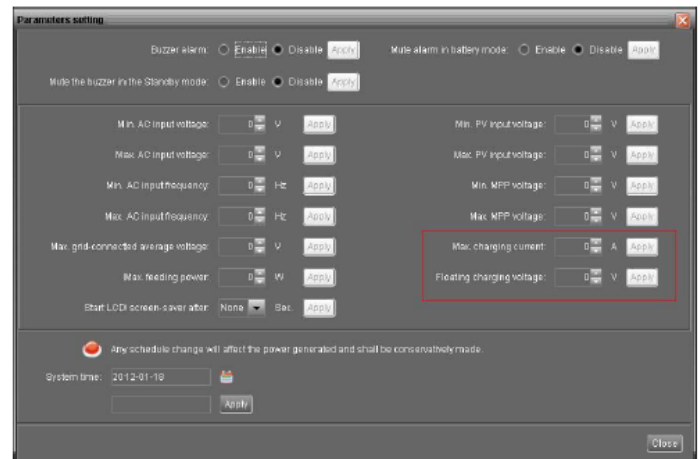 Parameters setting
Buzzer alarm: Enable Disable Apply Mute alarm in battery mode: Enable Disable Apply
Mute the buzzer in the Standby mode: Enable Disable Apply
Min. AC input voltage: 0 V Apply Min. PV input voltage: 0 V Apply
Max. AC input voltage: 0 V Apply Max. PV input voltage: 0 V Apply
Min. AC input frequency: 0 Hz Apply Min. MPP voltage: 0 V Apply
Max. AC input frequency: 0 Hz Apply Max. MPP voltage: 0 V Apply
Max. grid-connected average voltage: 0 V Apply Max. charging current: 0 A Apply
Max. feeding power: 0 W Apply Floating charging voltage: 0 V Apply
Start LCD screen-saver after: None Sec. Apply
Any schedule change will affect the power generated and shall be conservatively made.
System time: 2012-01-18
Apply
Close